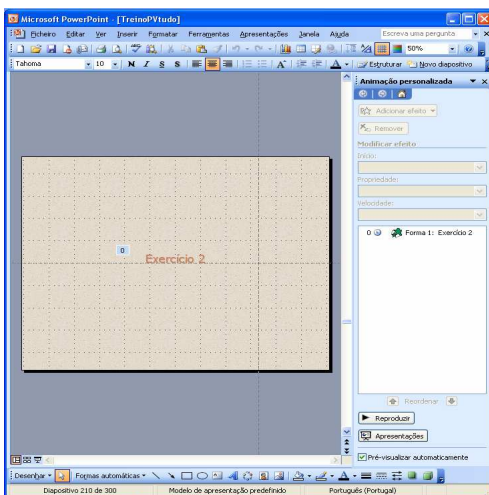 Microsoft PowerPoint - [TreinoPVtudo]
Ficheiro Editar Ver Inserir Formatar Ferramentas Apresentações Janela Ajuda Escreva uma pergunta
50%
Tahoma 10 N I S S Estruturar Novo diapositivo
Animação personalizada
Adicionar efeito
Remover
Modificar efeito
Início:
Propriedade:
Velocidade:
0 Forma 1: Exercício 2
0
Exercício 2
Reordenar
Reproduzir
Apresentações
Pré-visualizar automaticamente
Desenhar Formas automáticas
Diapositivo 210 de 300 Modelo de apresentação predefinido Português (Portugal)